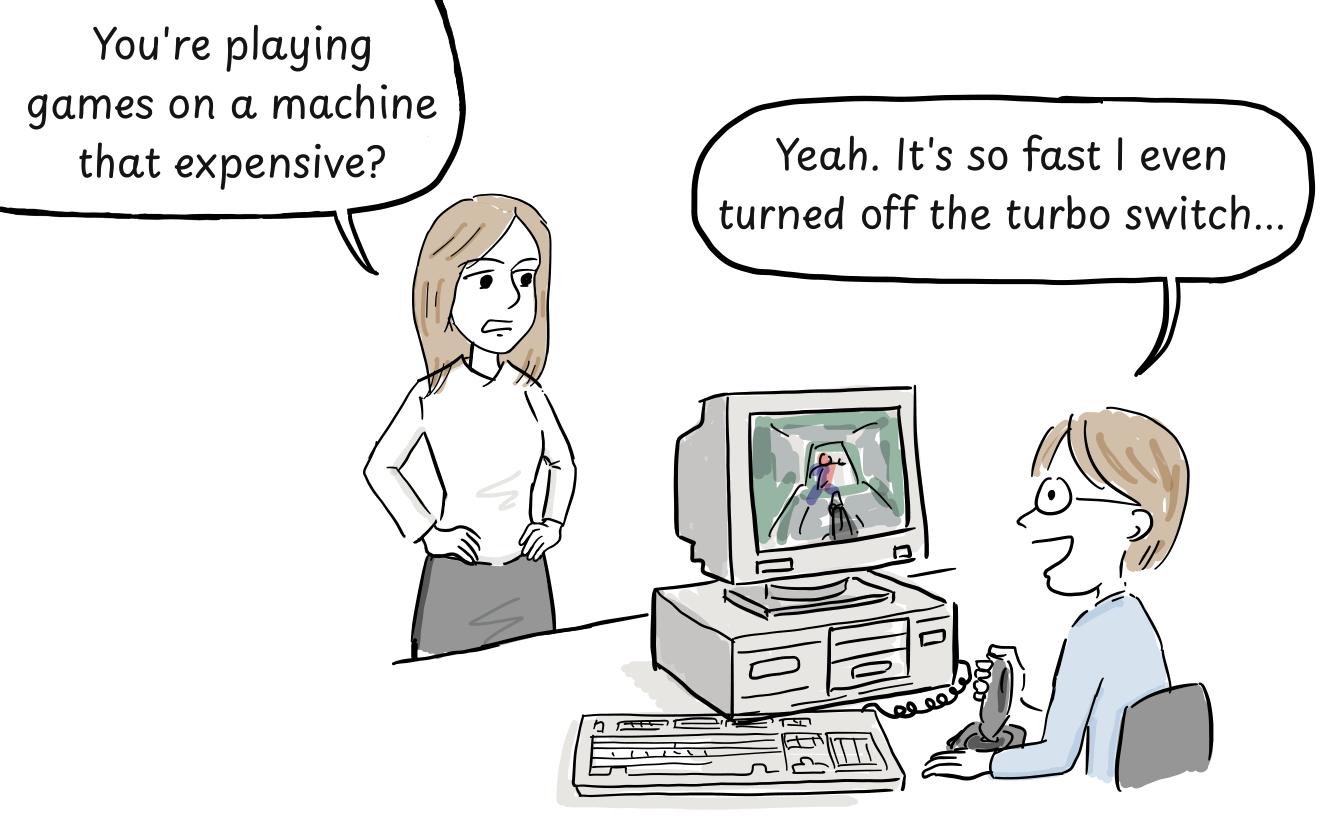 You're playing
games on a machine
that expensive?
Yeah. It's so fast I even
turned off the turbo switch...